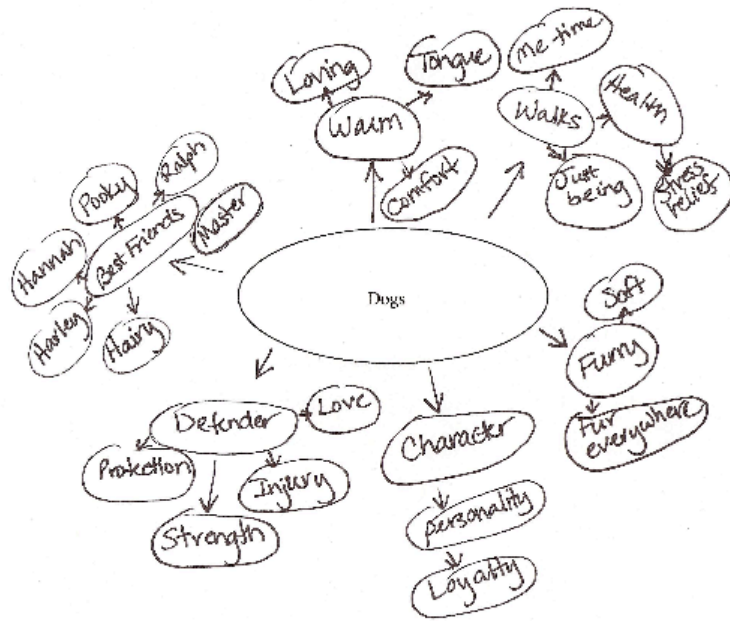 Loving
Tongue
Me-time
Warm
Walks
Health
Comfort
Just
being
Stress
relief
Pooky
Ralph
Hannah
Best Friends
Master
Harley
Hairy
Dogs
Soft
Furry
Fur
everywhere
Defender
Love
Protection
Injury
Strength
Character
personality
Loyalty